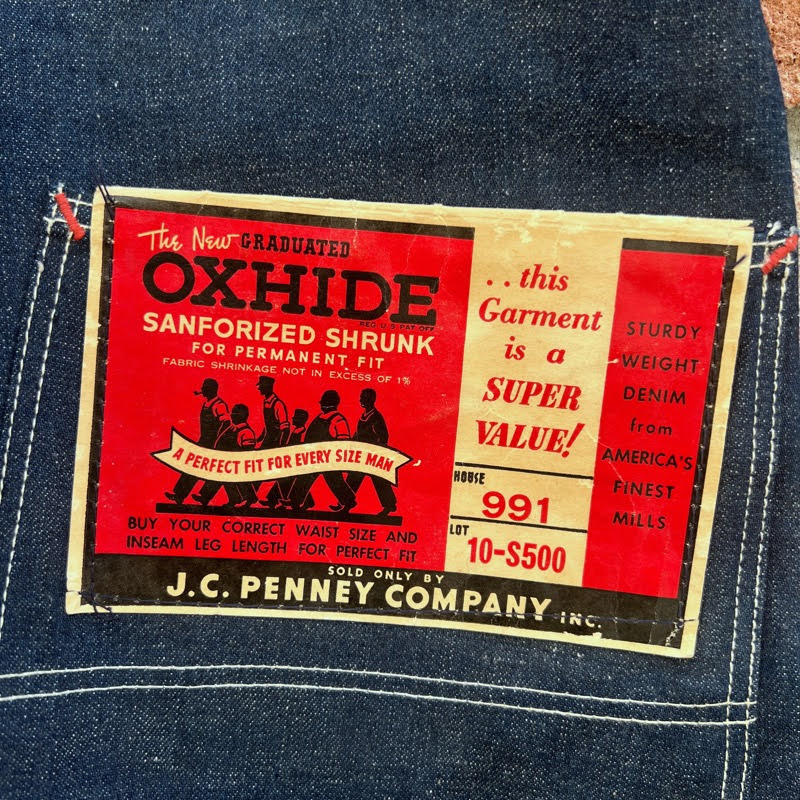 The New GRADUATED
OXHIDE
REG. U.S. PAT. OFF.
SANFORIZED SHRUNK
FOR PERMANENT FIT
FABRIC SHRINKAGE NOT IN EXCESS OF 1%
A PERFECT FIT FOR EVERY SIZE MAN
BUY YOUR CORRECT WAIST SIZE AND
INSEAM LEG LENGTH FOR PERFECT FIT
..this
Garment
is a
SUPER
VALUE!
HOUSE
991
LOT
10-S500
STURDY
WEIGHT
DENIM
from
AMERICA'S
FINEST
MILLS
SOLD ONLY BY
J.C. PENNEY COMPANY INC.